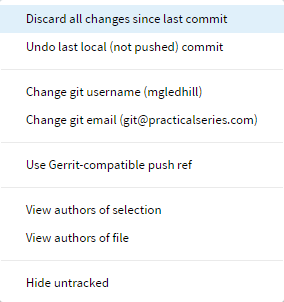 Discard all changes since last commit
Undo last local (not pushed) commit
Change git username (mgledhill)
Change git email (git@practicalseries.com)
Use Gerrit-compatible push ref
View authors of selection
View authors of file
Hide untracked